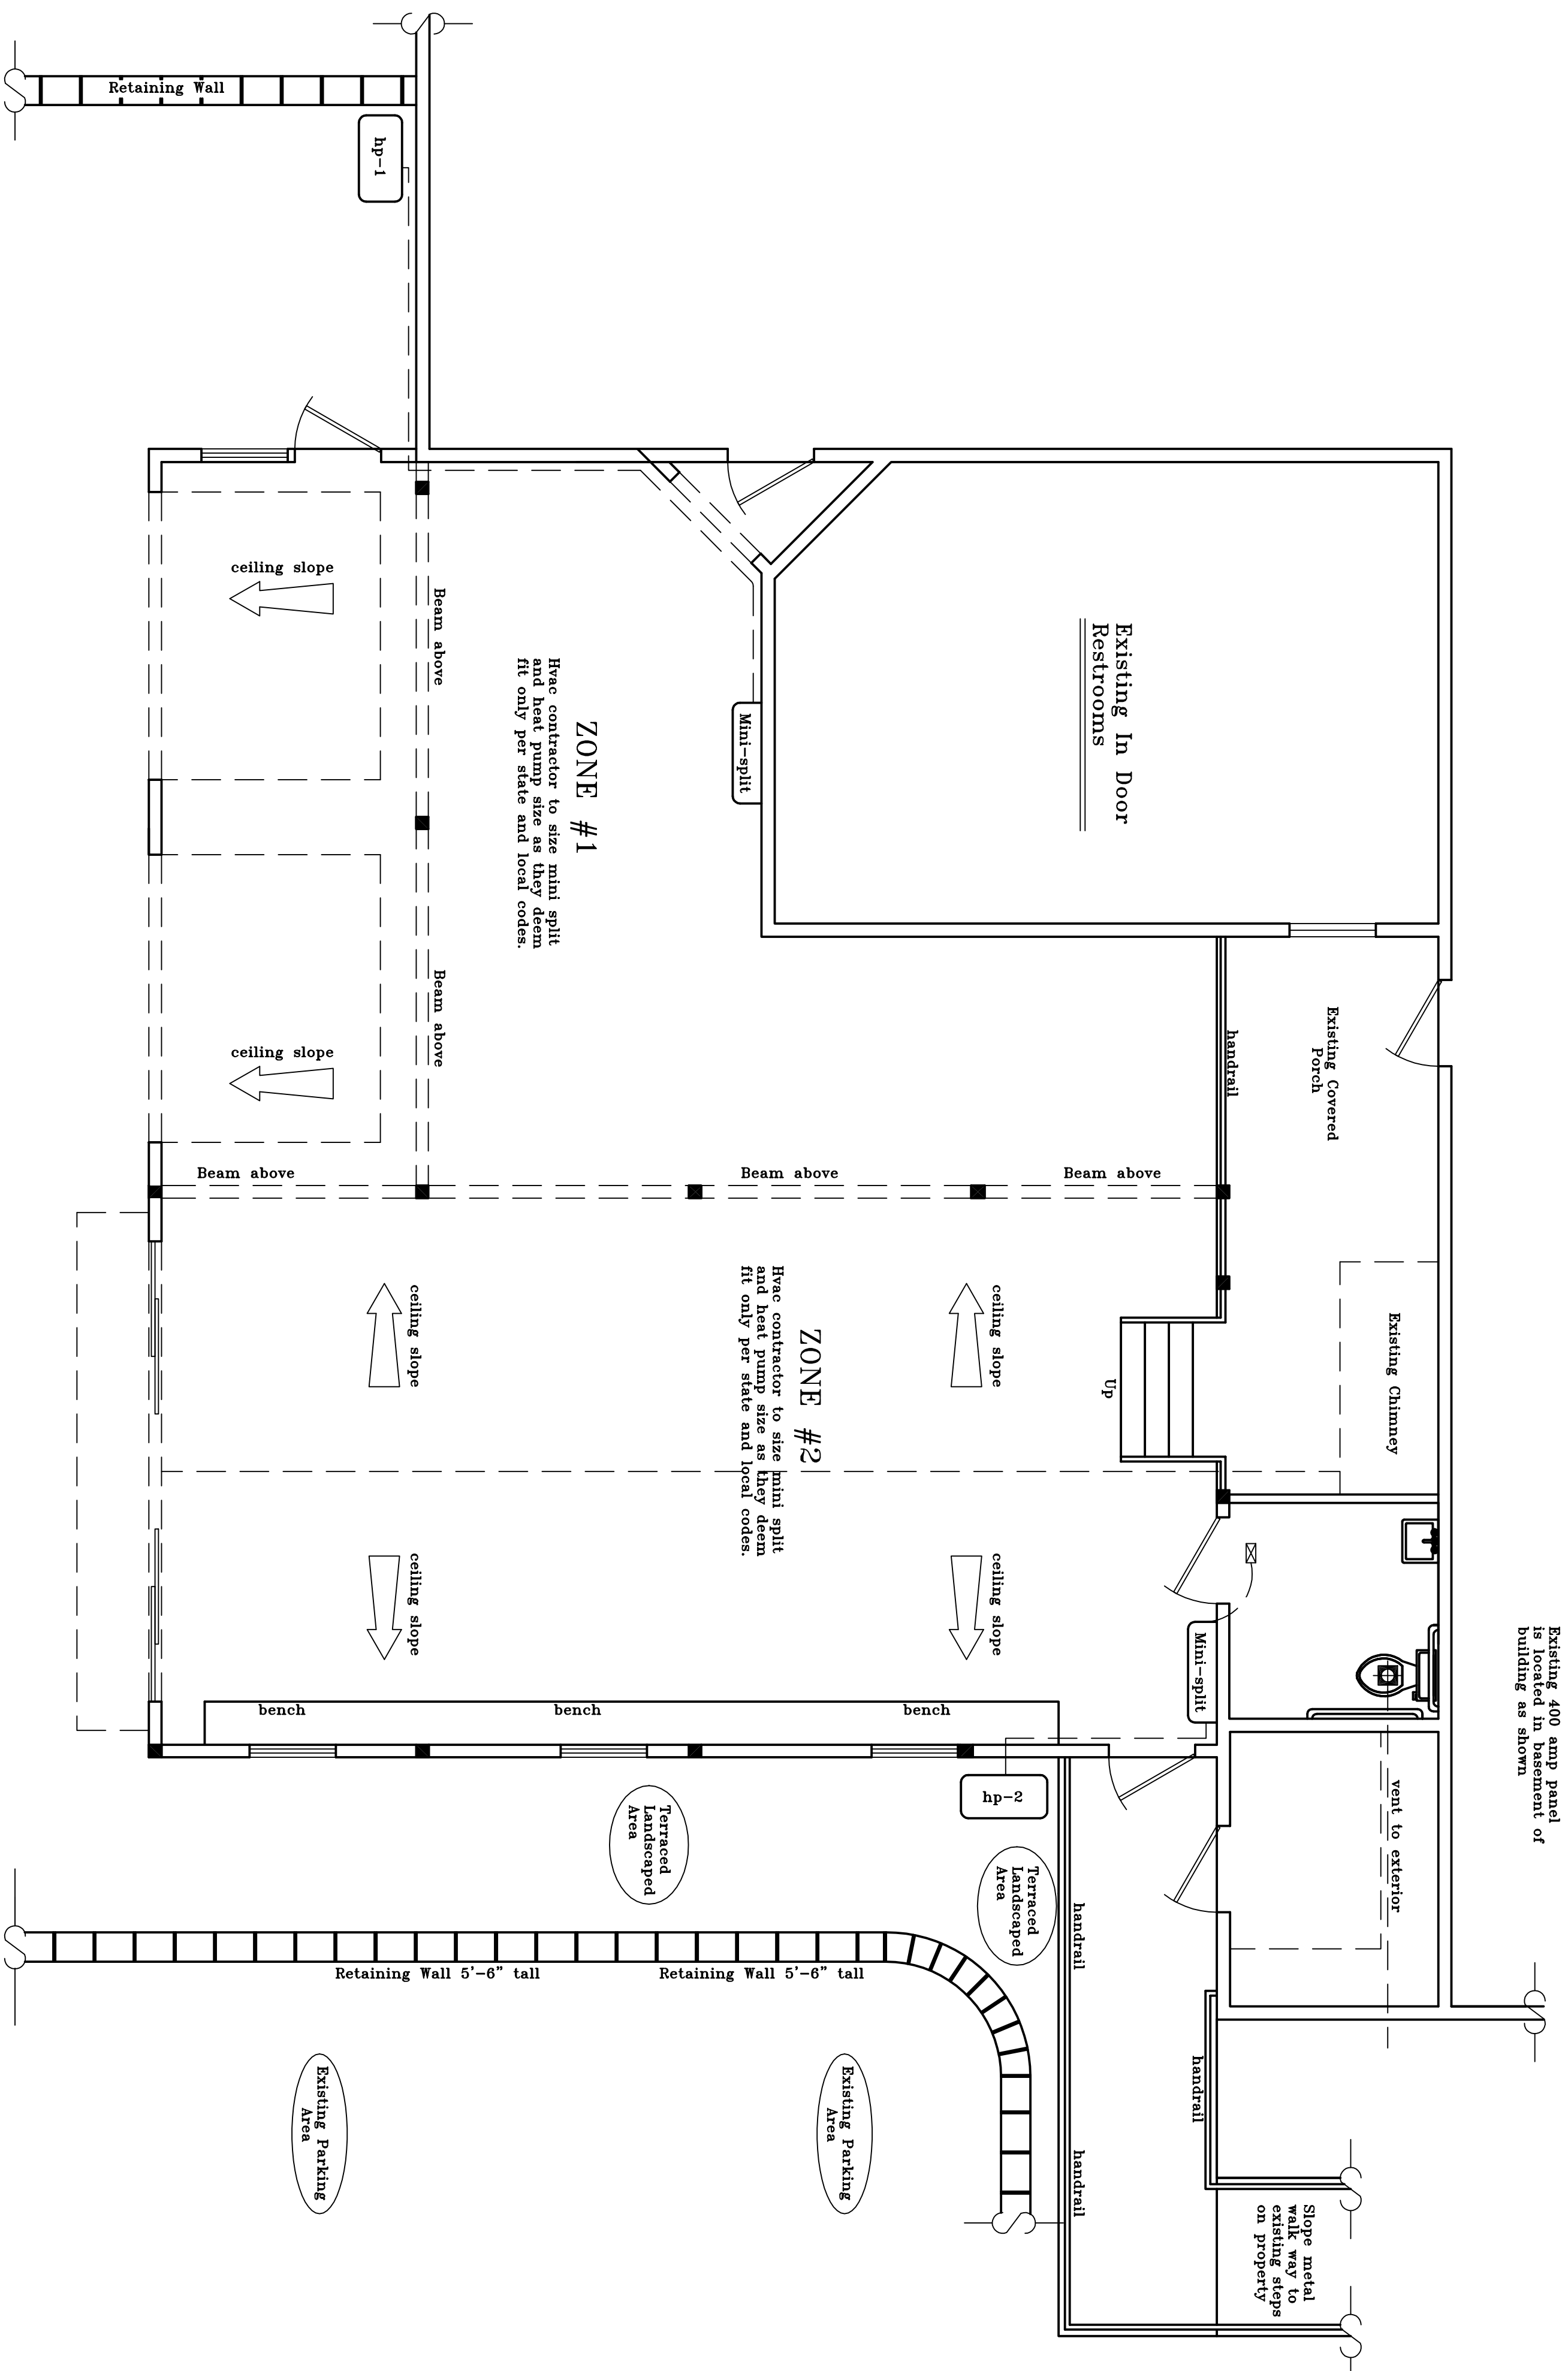 Retaining Wall
hp-1
ceiling slope
Beam above
ZONE #1
Hvac contractor to size mini split
and heat pump size as they deem
fit only per state and local codes.
Mini-split
Existing In Door
Restrooms
ceiling slope
Beam above
handrail
Existing Covered
Porch
Beam above
Beam above
Beam above
ceiling slope
ceiling slope
ZONE #2
Hvac contractor to size mini split
and heat pump size as they deem
fit only per state and local codes.
Up
Existing Chimney
ceiling slope
ceiling slope
Mini-split
Existing 400 amp panel
is located in basement of
building as shown
bench
bench
bench
hp-2
vent to exterior
Terraced
Landscaped
Area
Terraced
Landscaped
Area
handrail
Retaining Wall 5'-6" tall
Retaining Wall 5'-6" tall
handrail
Existing Parking
Area
Existing Parking
Area
handrail
Slope metal
walk way to
existing steps
on property